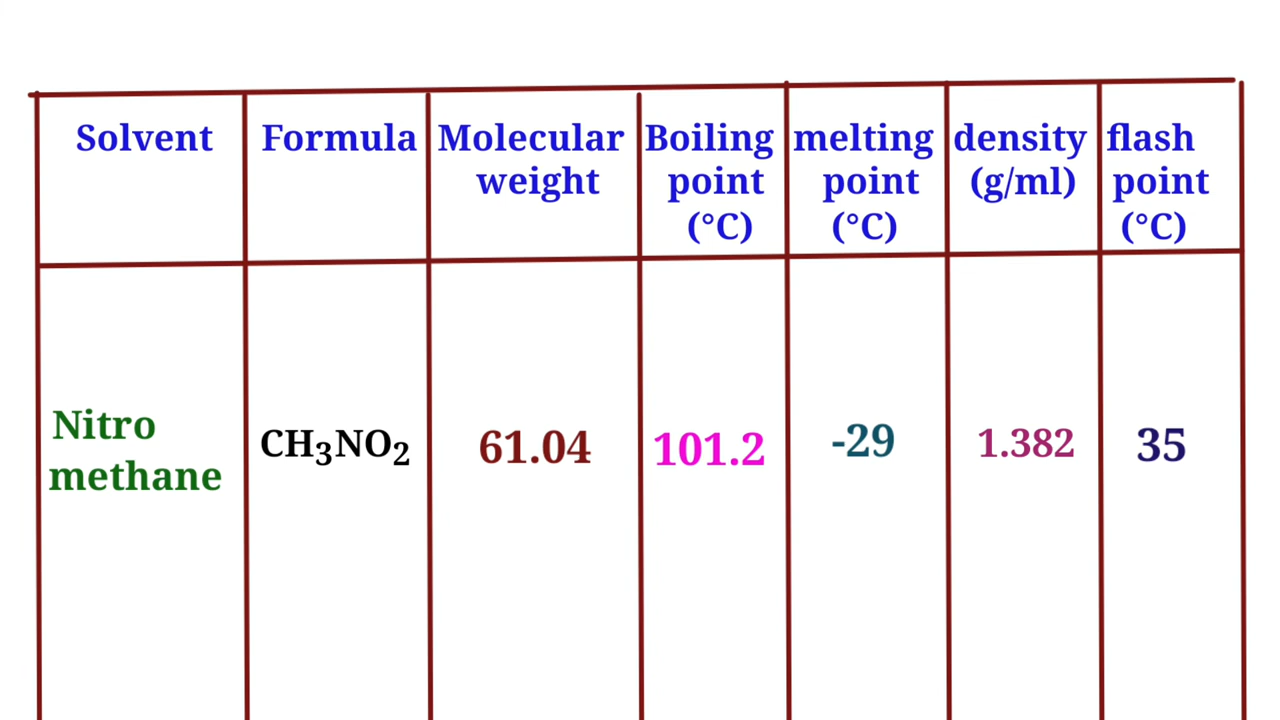 Solvent
Formula
Molecular
weight
Boiling
point
(°C)
melting
point
(°C)
density
(g/ml)
flash
point
(°C)
Nitro
methane
CH₃NO₂
61.04
101.2
-29
1.382
35